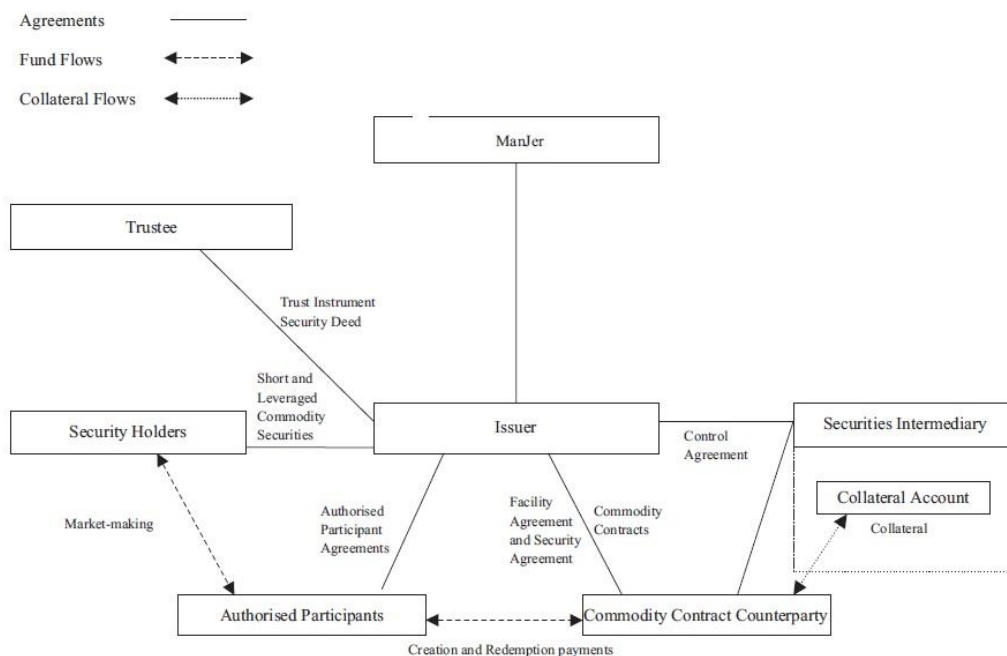 Agreements
Fund Flows
Collateral Flows
ManJer
Trustee
Trust Instrument
Security Deed
Short and
Leveraged
Commodity
Securities
Security Holders
Issuer
Securities Intermediary
Control
Agreement
Collateral Account
Collateral
Market-making
Authorised
Participant
Agreements
Facility
Agreement
and Security
Agreement
Commodity
Contracts
Authorised Participants
Commodity Contract Counterparty
Creation and Redemption payments